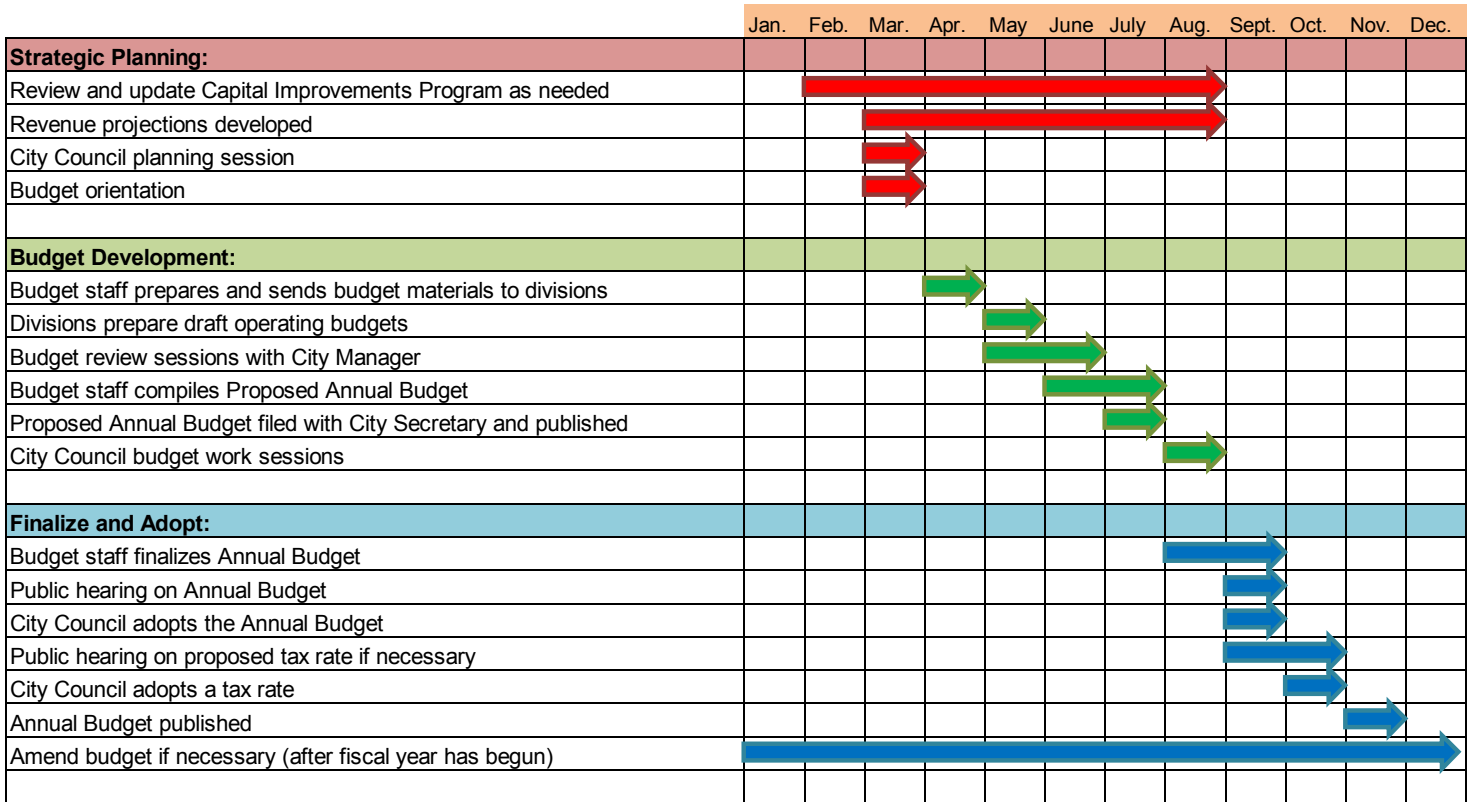 Jan. Feb. Mar. Apr. May June July Aug. Sept. Oct. Nov. Dec.
Strategic Planning:
Review and update Capital Improvements Program as needed
Revenue projections developed
City Council planning session
Budget orientation
Budget Development:
Budget staff prepares and sends budget materials to divisions
Divisions prepare draft operating budgets
Budget review sessions with City Manager
Budget staff compiles Proposed Annual Budget
Proposed Annual Budget filed with City Secretary and published
City Council budget work sessions
Finalize and Adopt:
Budget staff finalizes Annual Budget
Public hearing on Annual Budget
City Council adopts the Annual Budget
Public hearing on proposed tax rate if necessary
City Council adopts a tax rate
Annual Budget published
Amend budget if necessary (after fiscal year has begun)